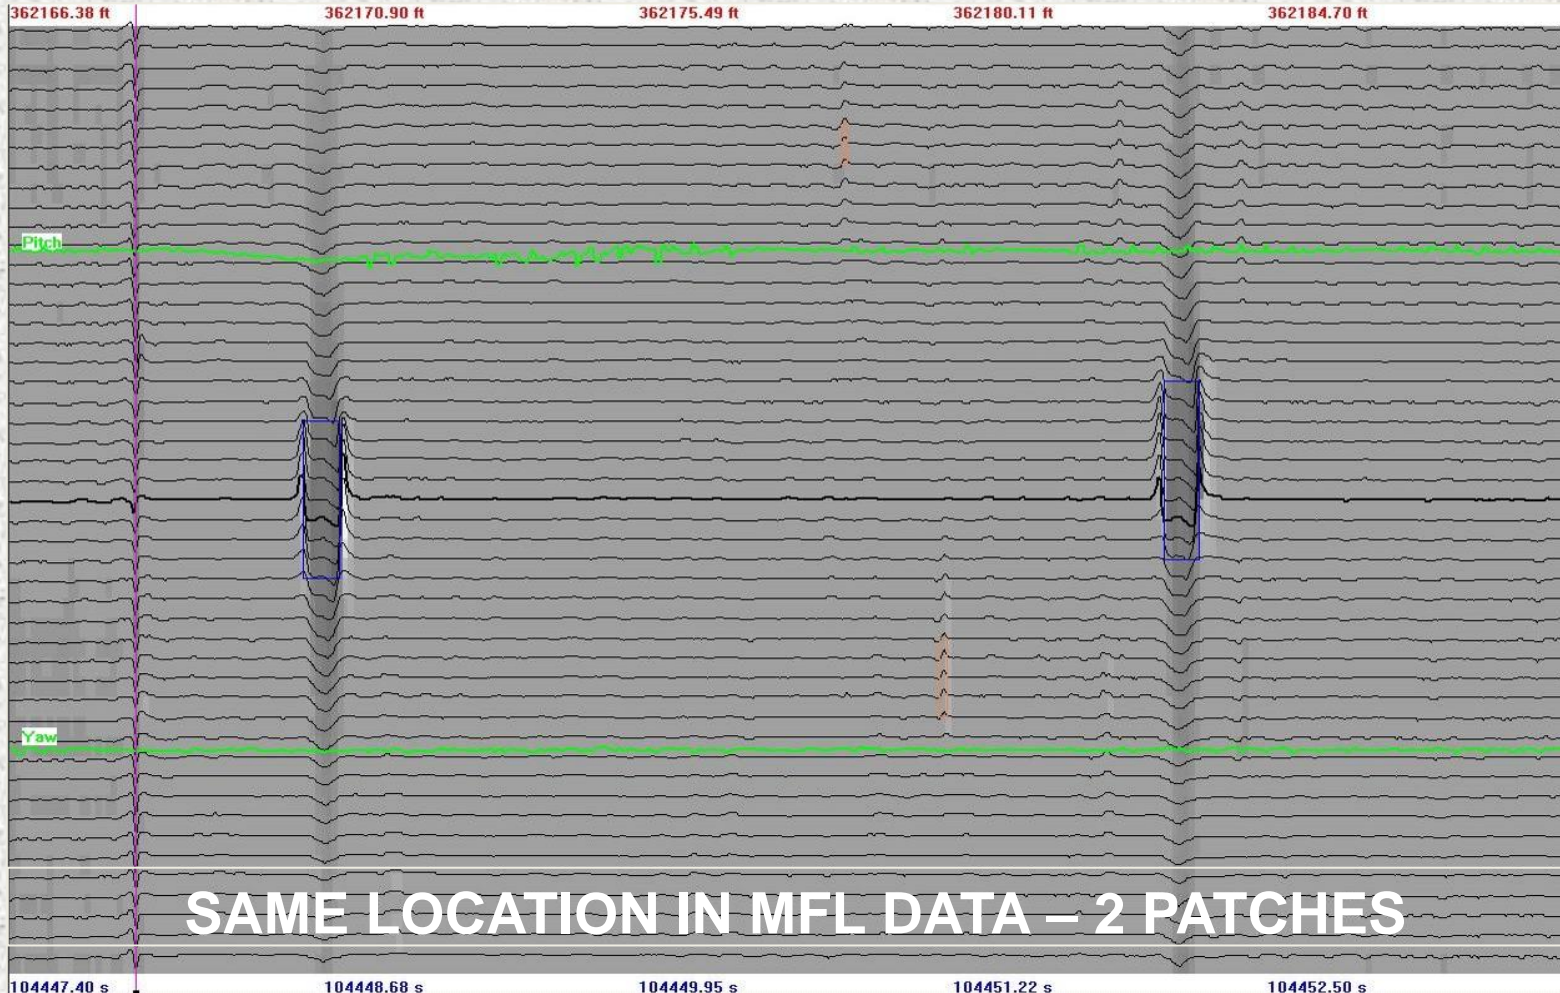 362166.38 ft 362170.90 ft 362175.49 ft 362180.11 ft 362184.70 ft
Pitch
Yaw
SAME LOCATION IN MFL DATA – 2 PATCHES
104447.40 s 104448.68 s 104449.95 s 104451.22 s 104452.50 s